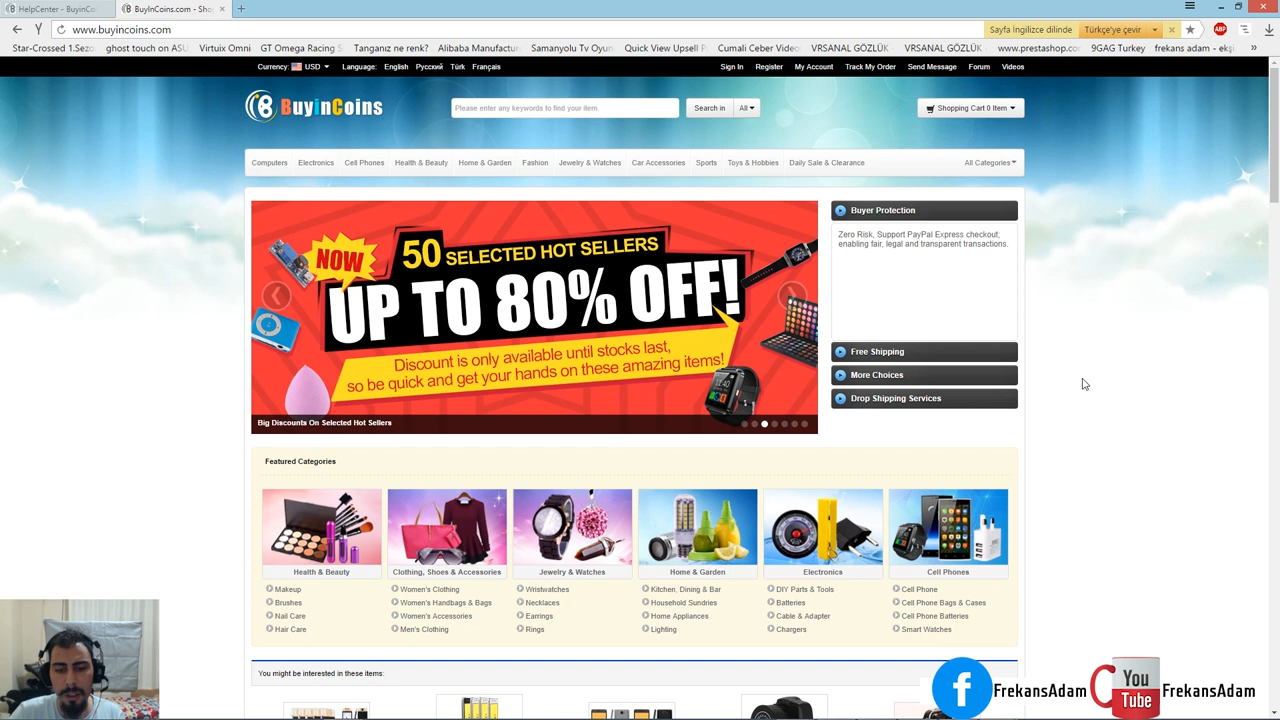 HelpCenter - BuyinCo
BuyInCoins.com - Sho
www.buyincoins.com
Sayfa İngilizce dilinde
Türkçe'ye çevir
Star-Crossed 1.Sezo
ghost touch on ASU
Virtuix Omni
GT Omega Racing S
Tanganız ne renk?
Alibaba Manufactur
Samanyolu Tv Oyun
Quick View Upsell P
Cumali Ceber Video
VRSANAL GÖZLÜK
VRSANAL GÖZLÜK
www.prestashop.co
9GAG Turkey
frekans adam - ekşi
Currency: USD
Language: English Русский Türk Français
Sign In Register My Account Track My Order Send Message Forum Videos
BuyinCoins
Please enter any keywords to find your item.
Search in All
Shopping Cart 0 Item
Computers Electronics Cell Phones Health & Beauty Home & Garden Fashion Jewelry & Watches Car Accessories Sports Toys & Hobbies Daily Sale & Clearance All Categories
NOW
50 SELECTED HOT SELLERS
UP TO 80% OFF!
Discount is only available until stocks last,
so be quick and get your hands on these amazing items!
Big Discounts On Selected Hot Sellers
Buyer Protection
Zero Risk, Support PayPal Express checkout;
enabling fair, legal and transparent transactions.
Free Shipping
More Choices
Drop Shipping Services
Featured Categories
Health & Beauty
Makeup
Brushes
Nail Care
Hair Care
Clothing, Shoes & Accessories
Women's Clothing
Women's Handbags & Bags
Women's Accessories
Men's Clothing
Jewelry & Watches
Wristwatches
Necklaces
Earrings
Rings
Home & Garden
Kitchen, Dining & Bar
Household Sundries
Home Appliances
Lighting
Electronics
DIY Parts & Tools
Batteries
Cable & Adapter
Chargers
Cell Phones
Cell Phone
Cell Phone Bags & Cases
Cell Phone Batteries
Smart Watches
You might be interested in these items:
f FrekansAdam
You Tube FrekansAdam